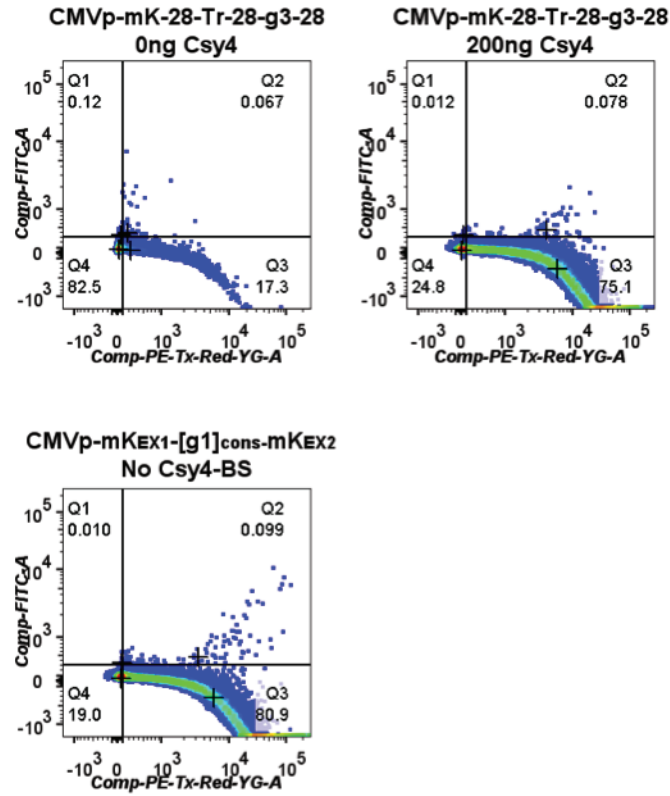 CMVp-mK-28-Tr-28-g3-28
0ng Csy4
Q1
0.12
Q2
0.067
Q4
82.5
Q3
17.3
10^5
10^4
10^3
0
-10^3
Comp-FITC-A
-10^3 0 10^3 10^4 10^5
Comp-PE-Tx-Red-YG-A
CMVp-mK-28-Tr-28-g3-28
200ng Csy4
Q1
0.012
Q2
0.078
Q4
24.8
Q3
75.1
10^5
10^4
10^3
0
-10^3
Comp-FITC-A
-10^3 0 10^3 10^4 10^5
Comp-PE-Tx-Red-YG-A
CMVp-mKEX1-[g1]cons-mKEX2
No Csy4-BS
Q1
0.010
Q2
0.099
Q4
19.0
Q3
80.9
10^5
10^4
10^3
0
-10^3
Comp-FITC-A
-10^3 0 10^3 10^4 10^5
Comp-PE-Tx-Red-YG-A